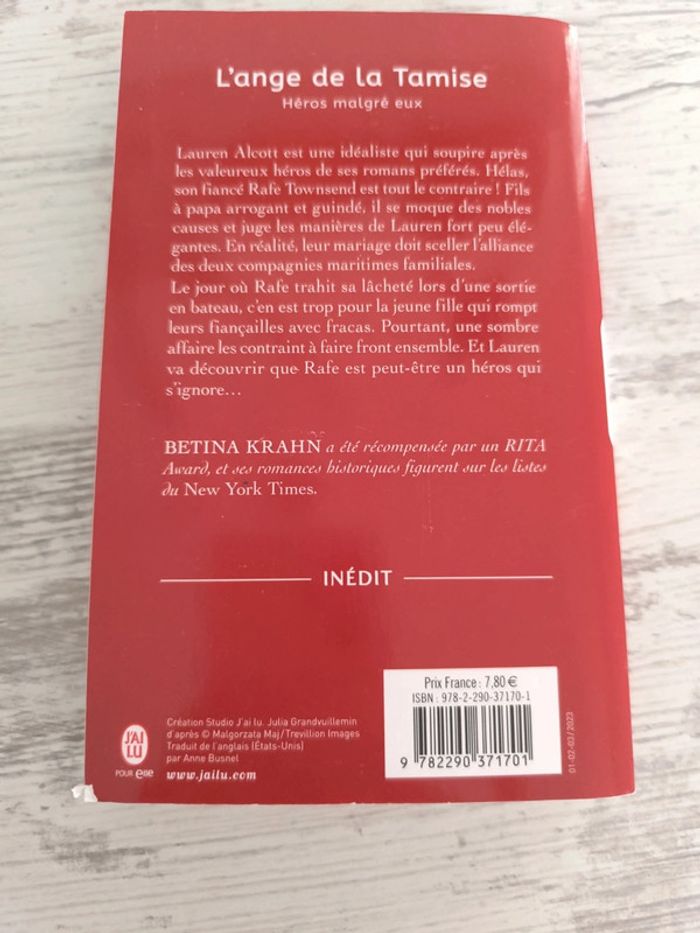 L'ange de la Tamise
Héros malgré eux
Lauren Alcott est une idéaliste qui soupire après
les valeureux héros de ses romans préférés. Hélas,
son fiancé Rafe Townsend est tout le contraire ! Fils
à papa arrogant et guindé, il se moque des nobles
causes et juge les manières de Lauren fort peu élé-
gantes. En réalité, leur mariage doit sceller l'alliance
des deux compagnies maritimes familiales.
Le jour où Rafe trahit sa lâcheté lors d'une sortie
en bateau, c'en est trop pour la jeune fille qui rompt
leurs fiançailles avec fracas. Pourtant, une sombre
affaire les contraint à faire front ensemble. Et Lauren
va découvrir que Rafe est peut-être un héros qui
s'ignore…
BETINA KRAHN a été récompensée par un RITA
Award, et ses romances historiques figurent sur les listes
du New York Times.
INÉDIT
Prix France : 7,80 €
ISBN : 978-2-290-37170-1
9 782290 371701
01-02-03/2023
Création Studio J'ai lu. Julia Grandvuillemin
d'après © Malgorzata Maj / Trevillion Images
Traduit de l'anglais (États-Unis)
par Anne Busnel
www.jailu.com
J'AI
LU
POUR elle